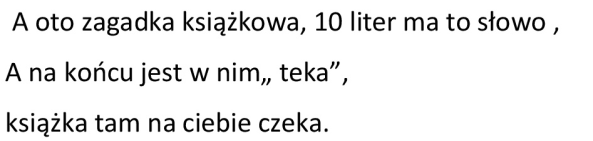 A oto zagadka książkowa, 10 liter ma to słowo ,
A na końcu jest w nim„ teka”,
książka tam na ciebie czeka.